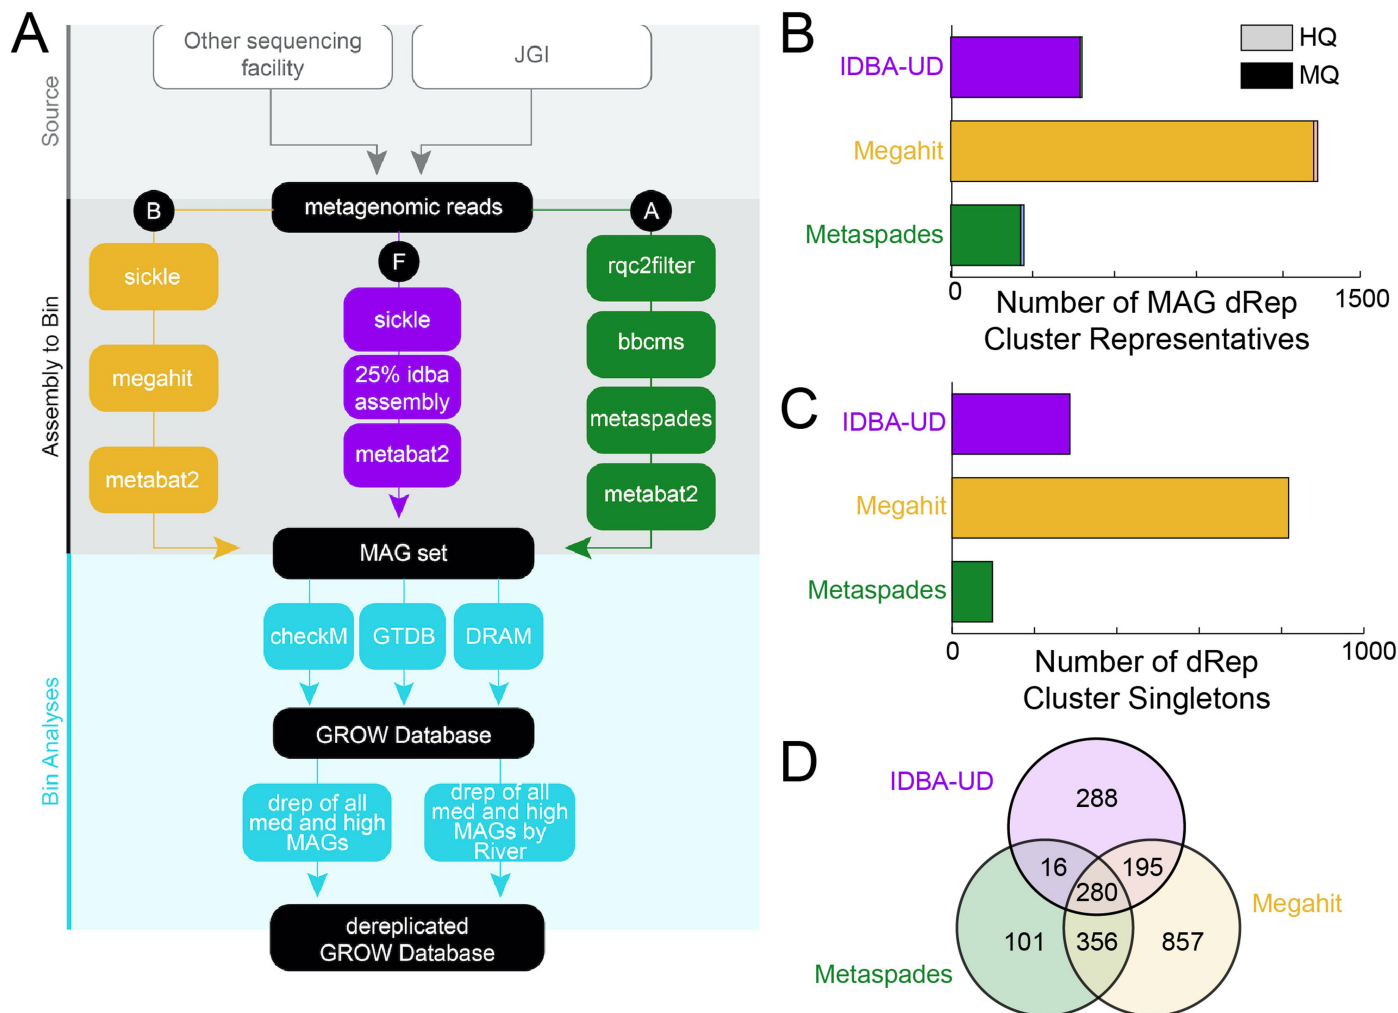 A
Source
Other sequencing
facility
JGI
Assembly to Bin
metagenomic reads
B
F
A
sickle
megahit
metabat2
sickle
25% idba
assembly
metabat2
rqc2filter
bbcms
metaspades
metabat2
MAG set
Bin Analyses
checkM
GTDB
DRAM
GROW Database
drep of all
med and high
MAGs
drep of all
med and high
MAGs by
River
dereplicated
GROW Database
B
HQ
MQ
IDBA-UD
Megahit
Metaspades
0
1500
Number of MAG dRep
Cluster Representatives
C
IDBA-UD
Megahit
Metaspades
0
1000
Number of dRep
Cluster Singletons
D
IDBA-UD
288
16
195
280
Megahit
101
356
857
Metaspades